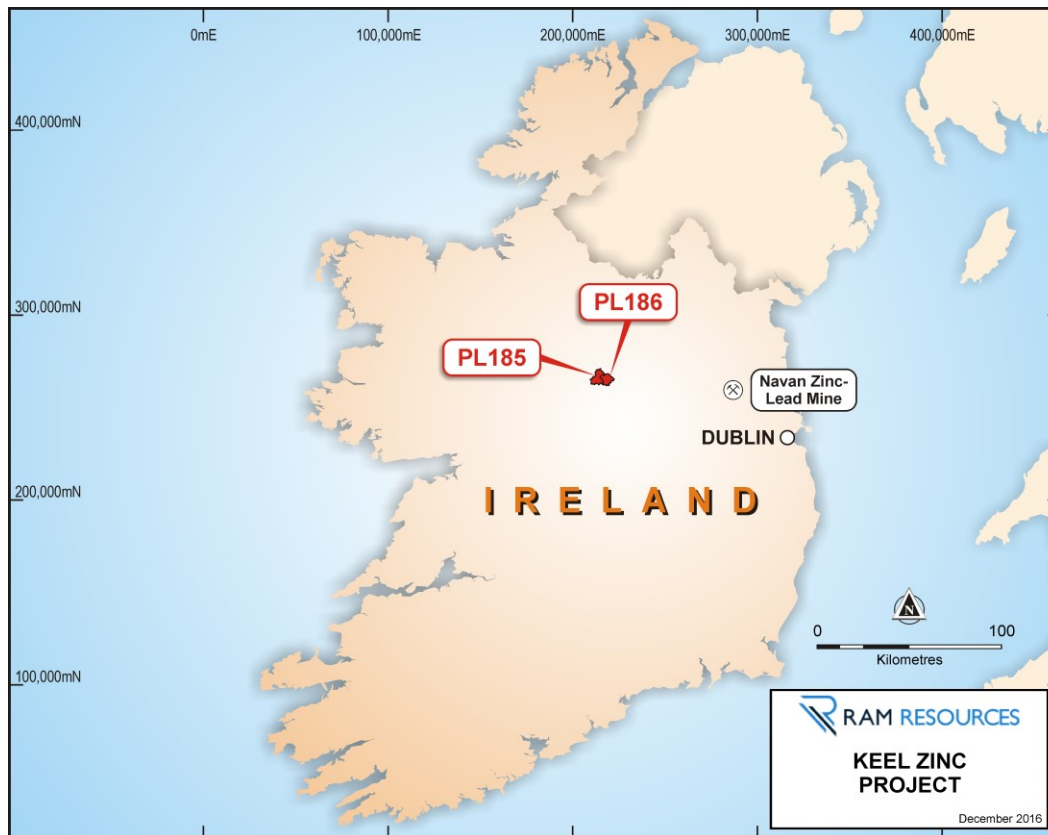 0mE
100,000mE
200,000mE
300,000mE
400,000mE
400,000mN
300,000mN
200,000mN
100,000mN
PL186
PL185
Navan Zinc-
Lead Mine
DUBLIN
IRELAND
N
0 100
Kilometres
RAM RESOURCES
KEEL ZINC
PROJECT
December 2016